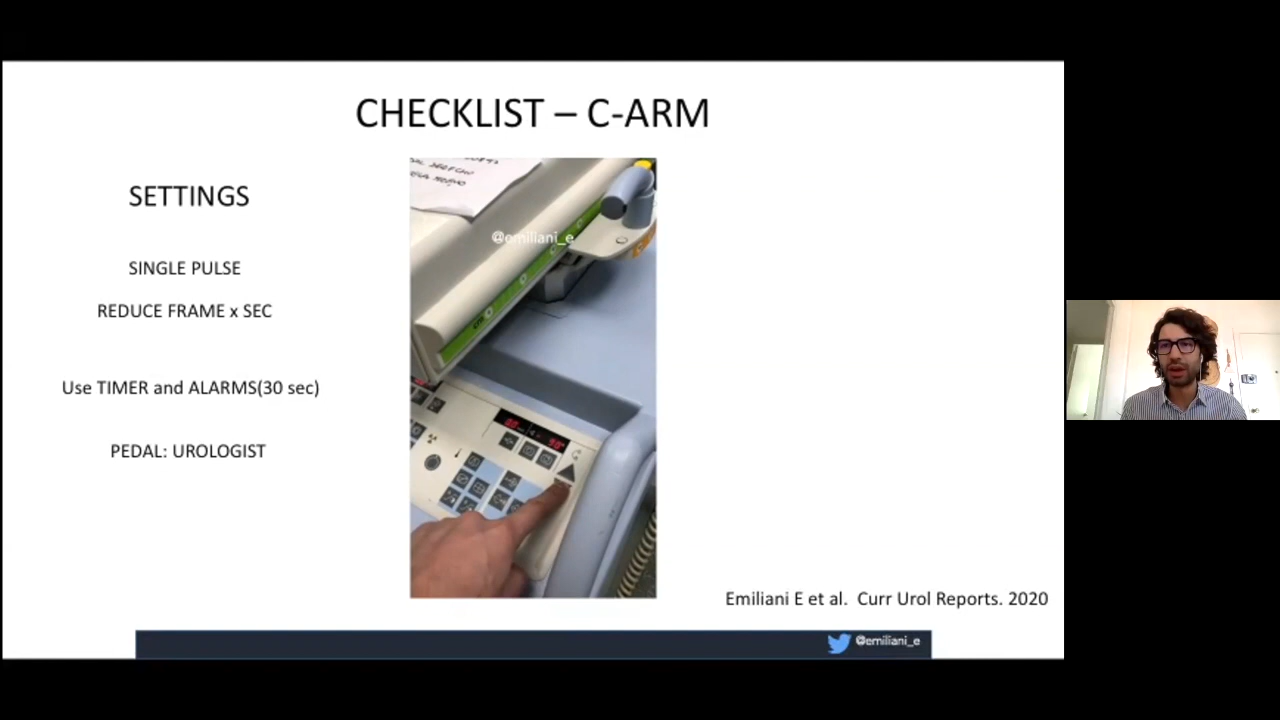 CHECKLIST – C-ARM
SETTINGS
SINGLE PULSE
REDUCE FRAME x SEC
Use TIMER and ALARMS(30 sec)
PEDAL: UROLOGIST
@emiliani_e
Emiliani E et al. Curr Urol Reports. 2020
@emiliani_e